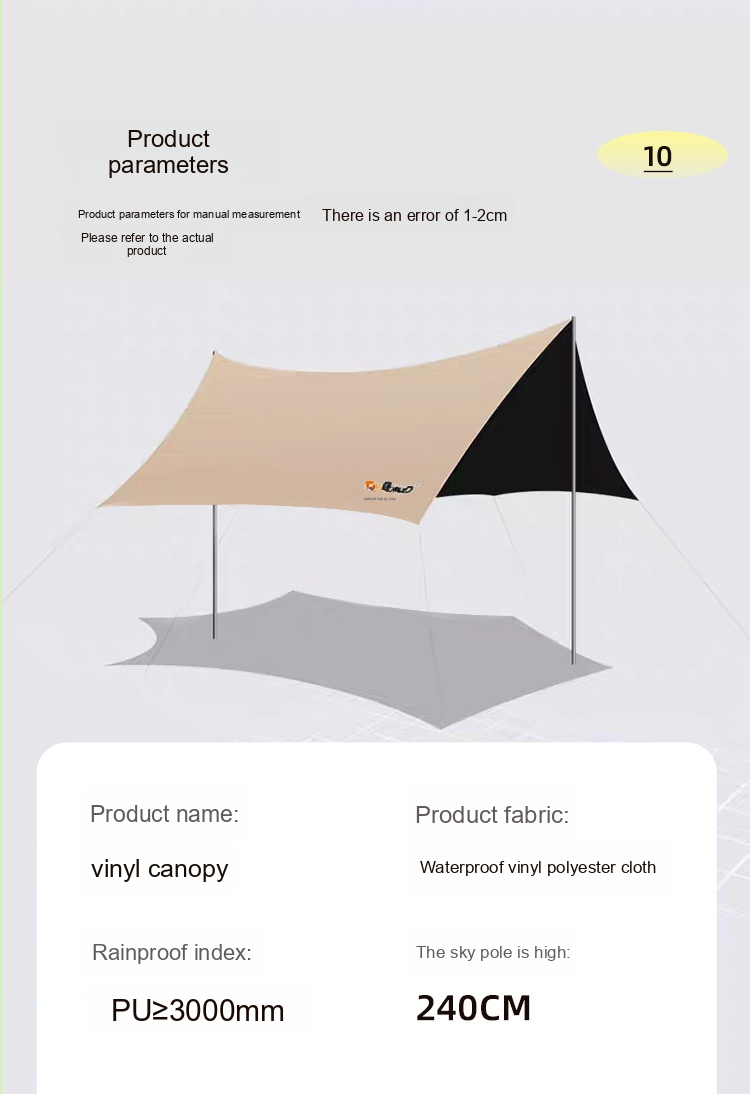 Product
parameters
10
Product parameters for manual measurement
There is an error of 1-2cm
Please refer to the actual
product
Product name:
Product fabric:
vinyl canopy
Waterproof vinyl polyester cloth
Rainproof index:
The sky pole is high:
PU≥3000mm
240CM